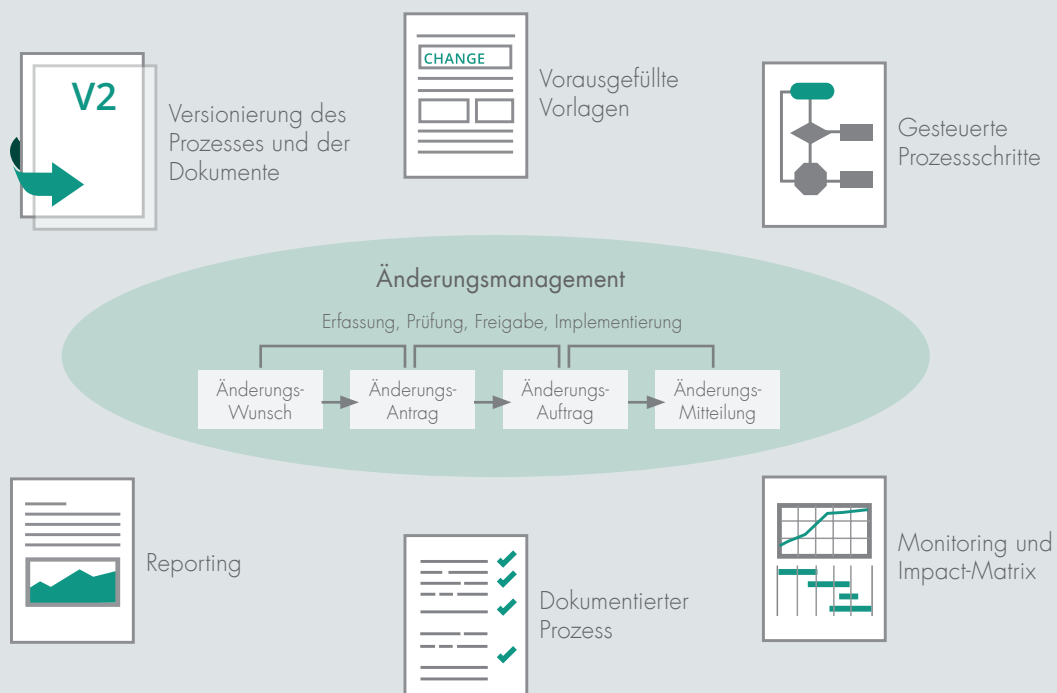 V2
Versionierung des
Prozesses und der
Dokumente
CHANGE
Vorausgefüllte
Vorlagen
Gesteuerte
Prozessschritte
Änderungsmanagement
Erfassung, Prüfung, Freigabe, Implementierung
Änderungs-
Wunsch
Änderungs-
Antrag
Änderungs-
Auftrag
Änderungs-
Mitteilung
Reporting
Dokumentierter
Prozess
Monitoring und
Impact-Matrix